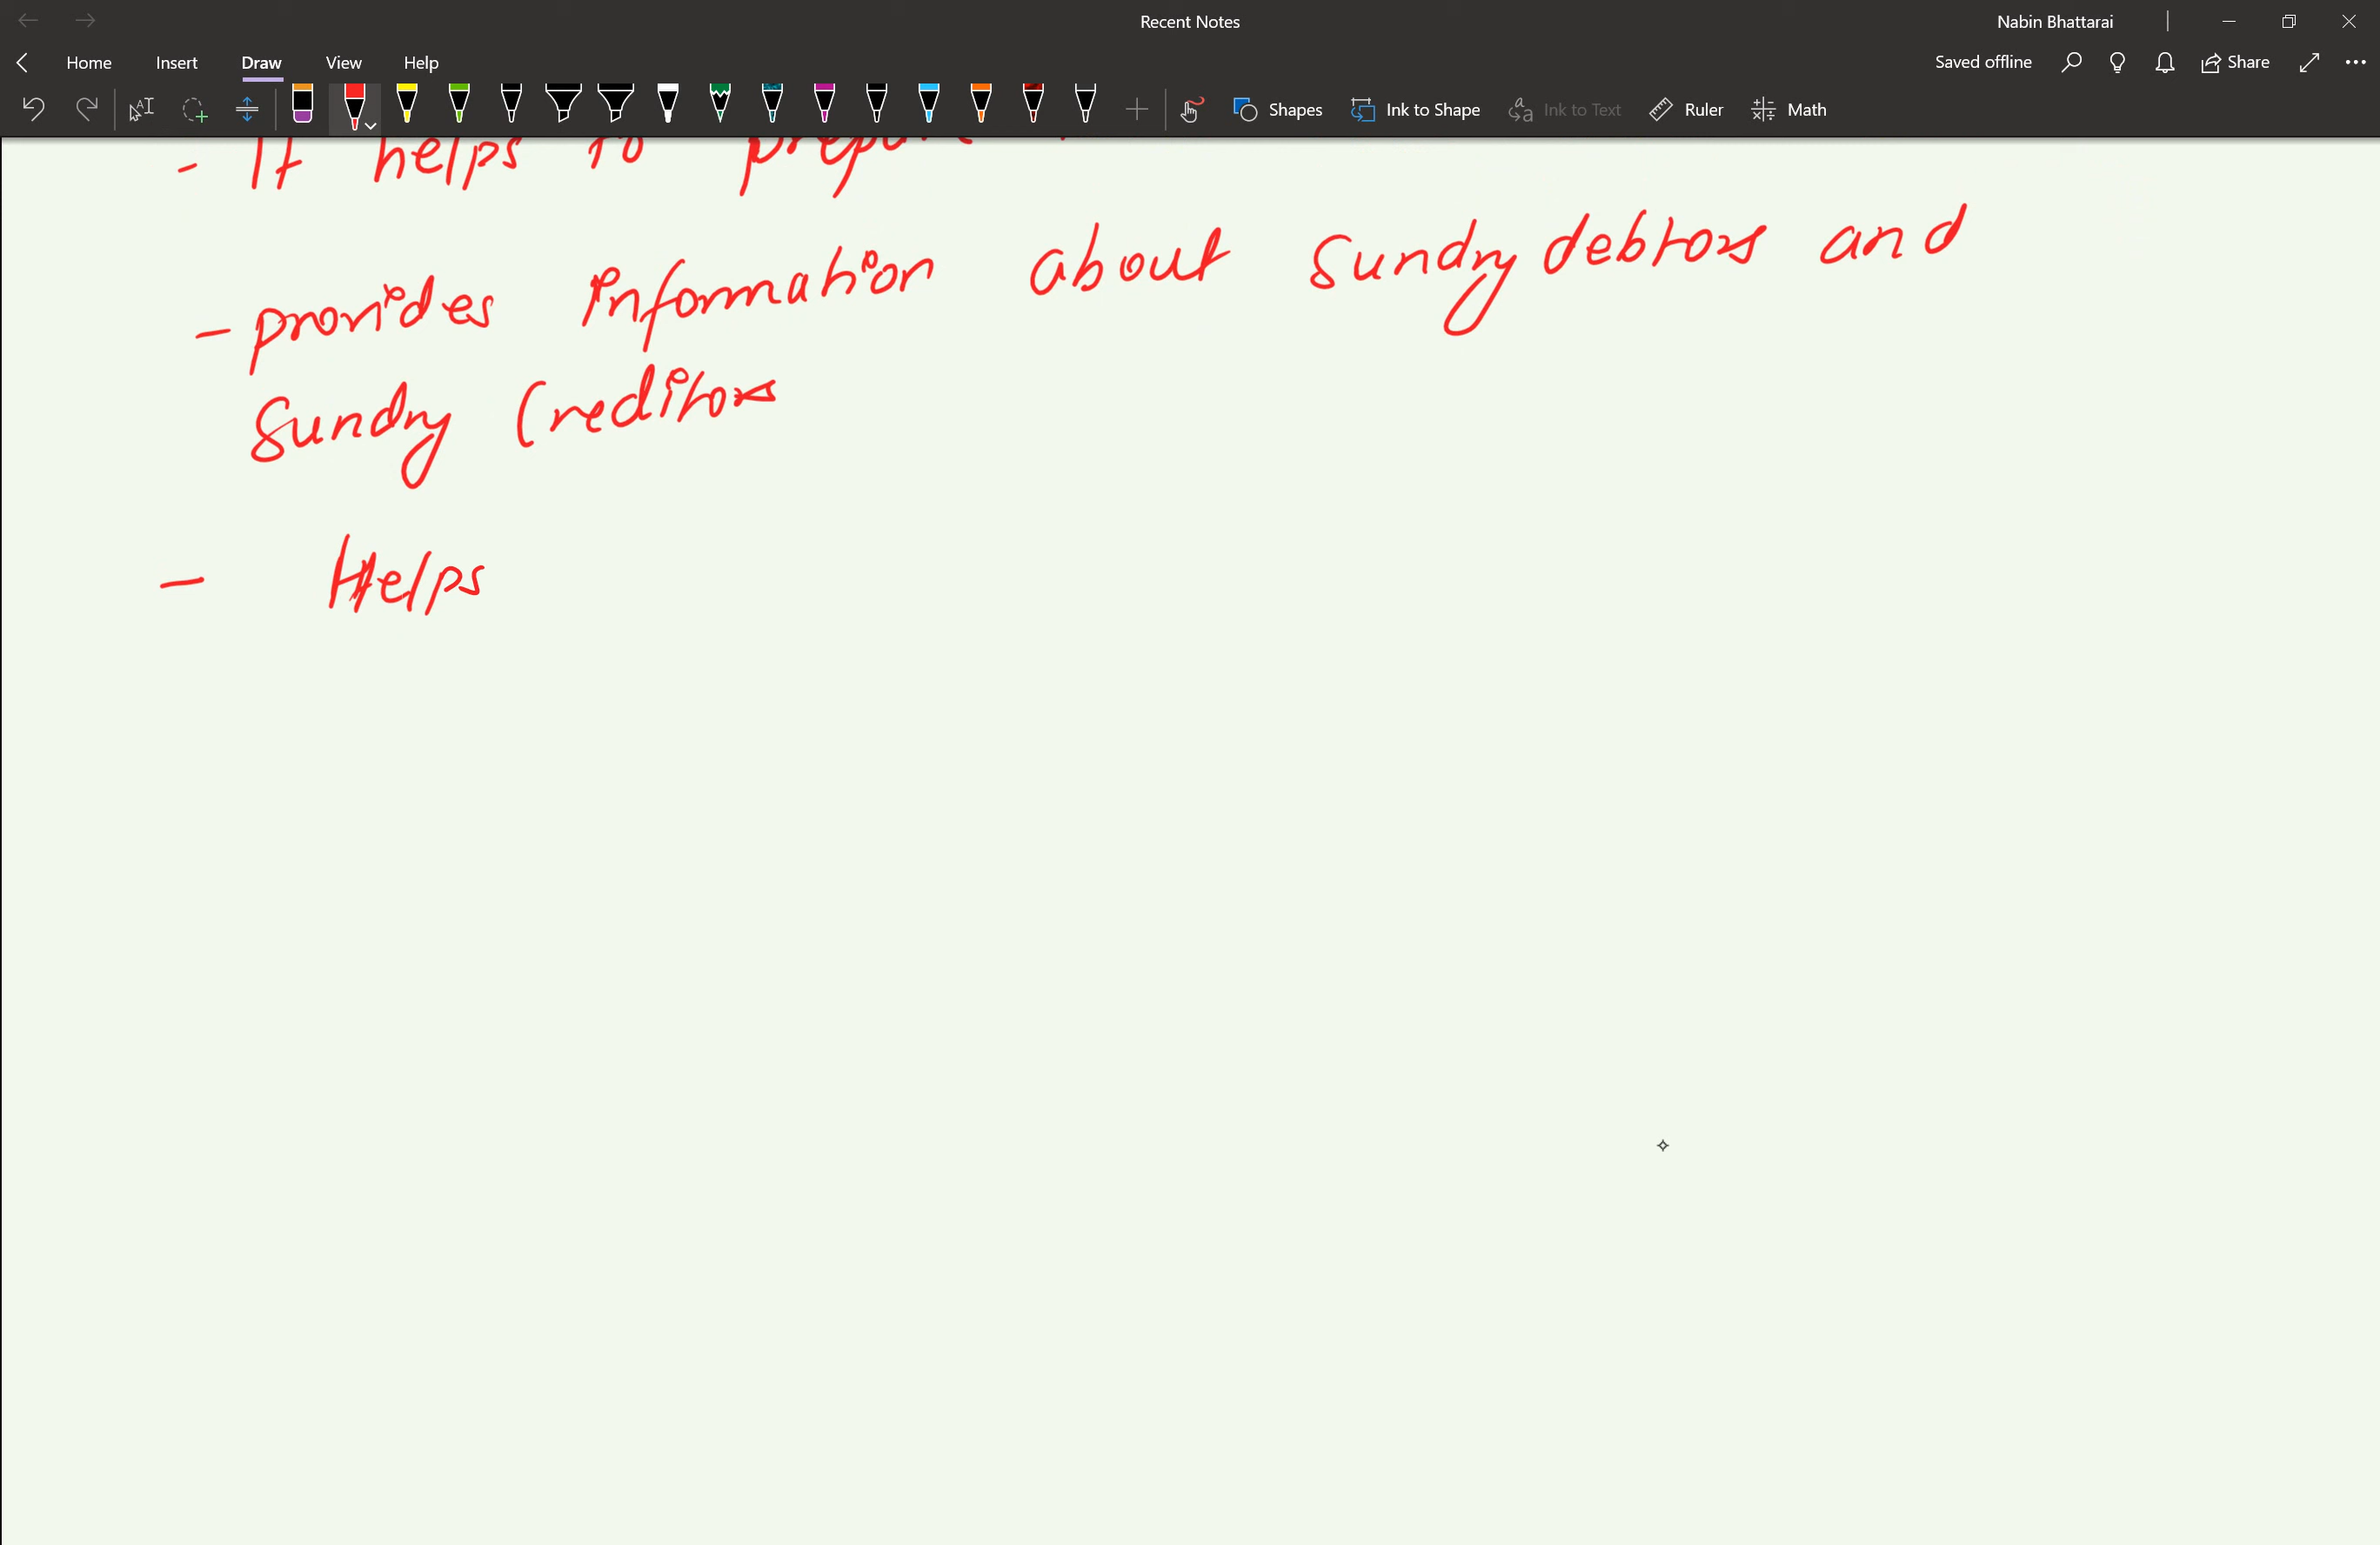 Recent Notes
Nabin Bhattarai
Home Insert Draw View Help
Saved offline
Share
Shapes Ink to Shape Ink to Text Ruler Math
- It helps to prepare
- provides information about Sundry debtors and
Sundry Creditors
- Helps